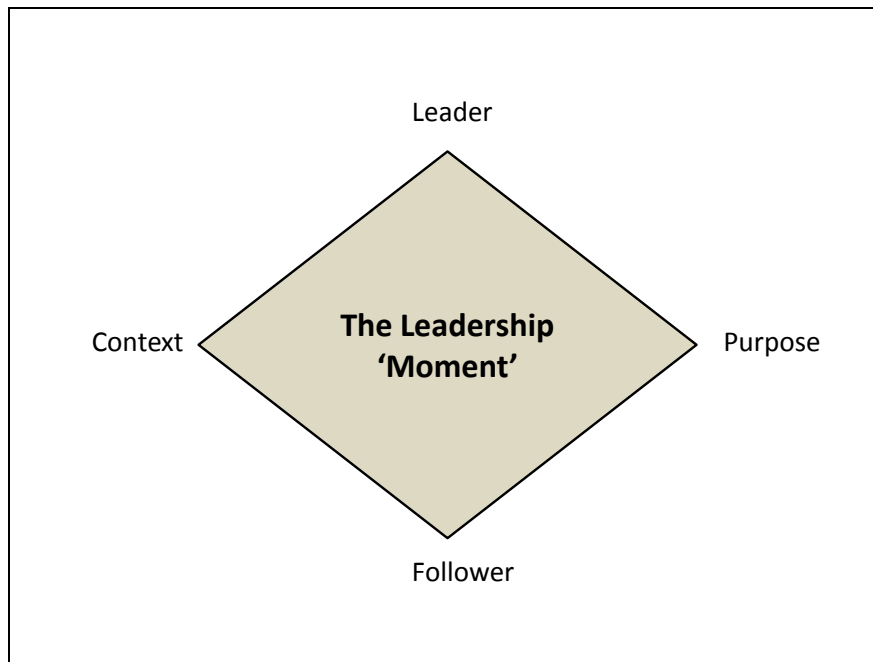 Leader
Context
The Leadership
‘Moment’
Purpose
Follower